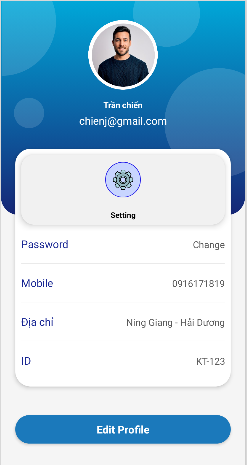 Trần chiến
chienj@gmail.com
Setting
Password Change
Mobile 0916171819
Địa chỉ Ning Giang - Hải Dương
ID KT-123
Edit Profile